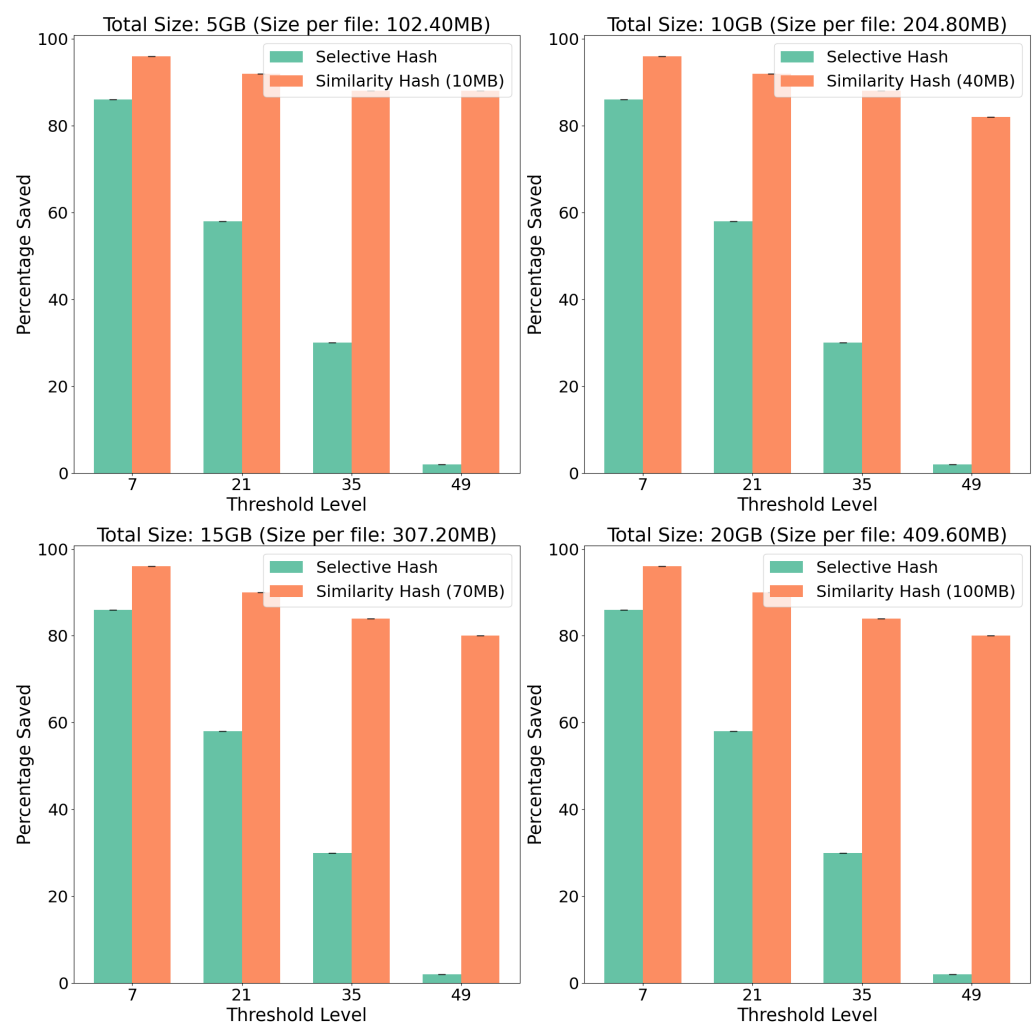 Total Size: 5GB (Size per file: 102.40MB)
Selective Hash
Similarity Hash (10MB)
Percentage Saved
100
80
60
40
20
0
7 21 35 49
Threshold Level
Total Size: 10GB (Size per file: 204.80MB)
Selective Hash
Similarity Hash (40MB)
Percentage Saved
100
80
60
40
20
0
7 21 35 49
Threshold Level
Total Size: 15GB (Size per file: 307.20MB)
Selective Hash
Similarity Hash (70MB)
Percentage Saved
100
80
60
40
20
0
7 21 35 49
Threshold Level
Total Size: 20GB (Size per file: 409.60MB)
Selective Hash
Similarity Hash (100MB)
Percentage Saved
100
80
60
40
20
0
7 21 35 49
Threshold Level